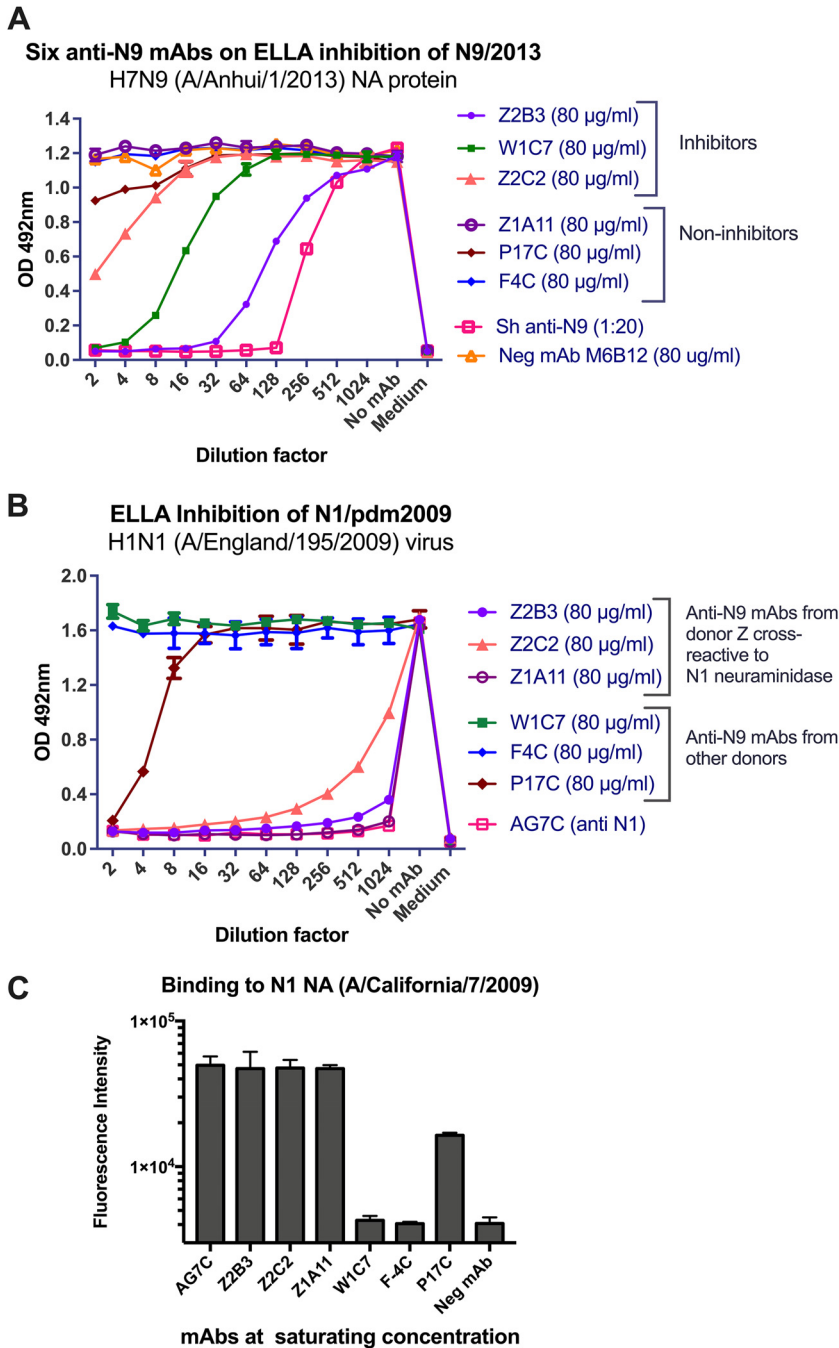 A
Six anti-N9 mAbs on ELLA inhibition of N9/2013
H7N9 (A/Anhui/1/2013) NA protein
OD 492nm
1.4
1.2
1.0
0.8
0.6
0.4
0.2
0.0
2
4
8
16
32
64
128
256
512
1024
No mAb
Medium
Dilution factor
Z2B3 (80 µg/ml)
W1C7 (80 µg/ml)
Z2C2 (80 µg/ml)
Inhibitors
Z1A11 (80 µg/ml)
P17C (80 µg/ml)
F4C (80 µg/ml)
Non-inhibitors
Sh anti-N9 (1:20)
Neg mAb M6B12 (80 ug/ml)
B
ELLA Inhibition of N1/pdm2009
H1N1 (A/England/195/2009) virus
OD 492nm
2.0
1.6
1.2
0.8
0.4
0.0
2
4
8
16
32
64
128
256
512
1024
No mAb
Medium
Dilution factor
Z2B3 (80 µg/ml)
Z2C2 (80 µg/ml)
Z1A11 (80 µg/ml)
Anti-N9 mAbs from
donor Z cross-
reactive to
N1 neuraminidase
W1C7 (80 µg/ml)
F4C (80 µg/ml)
P17C (80 µg/ml)
Anti-N9 mAbs from
other donors
AG7C (anti N1)
C
Binding to N1 NA (A/California/7/2009)
Fluorescence Intensity
1×10⁵
1×10⁴
AG7C
Z2B3
Z2C2
Z1A11
W1C7
F-4C
P17C
Neg mAb
mAbs at saturating concentration